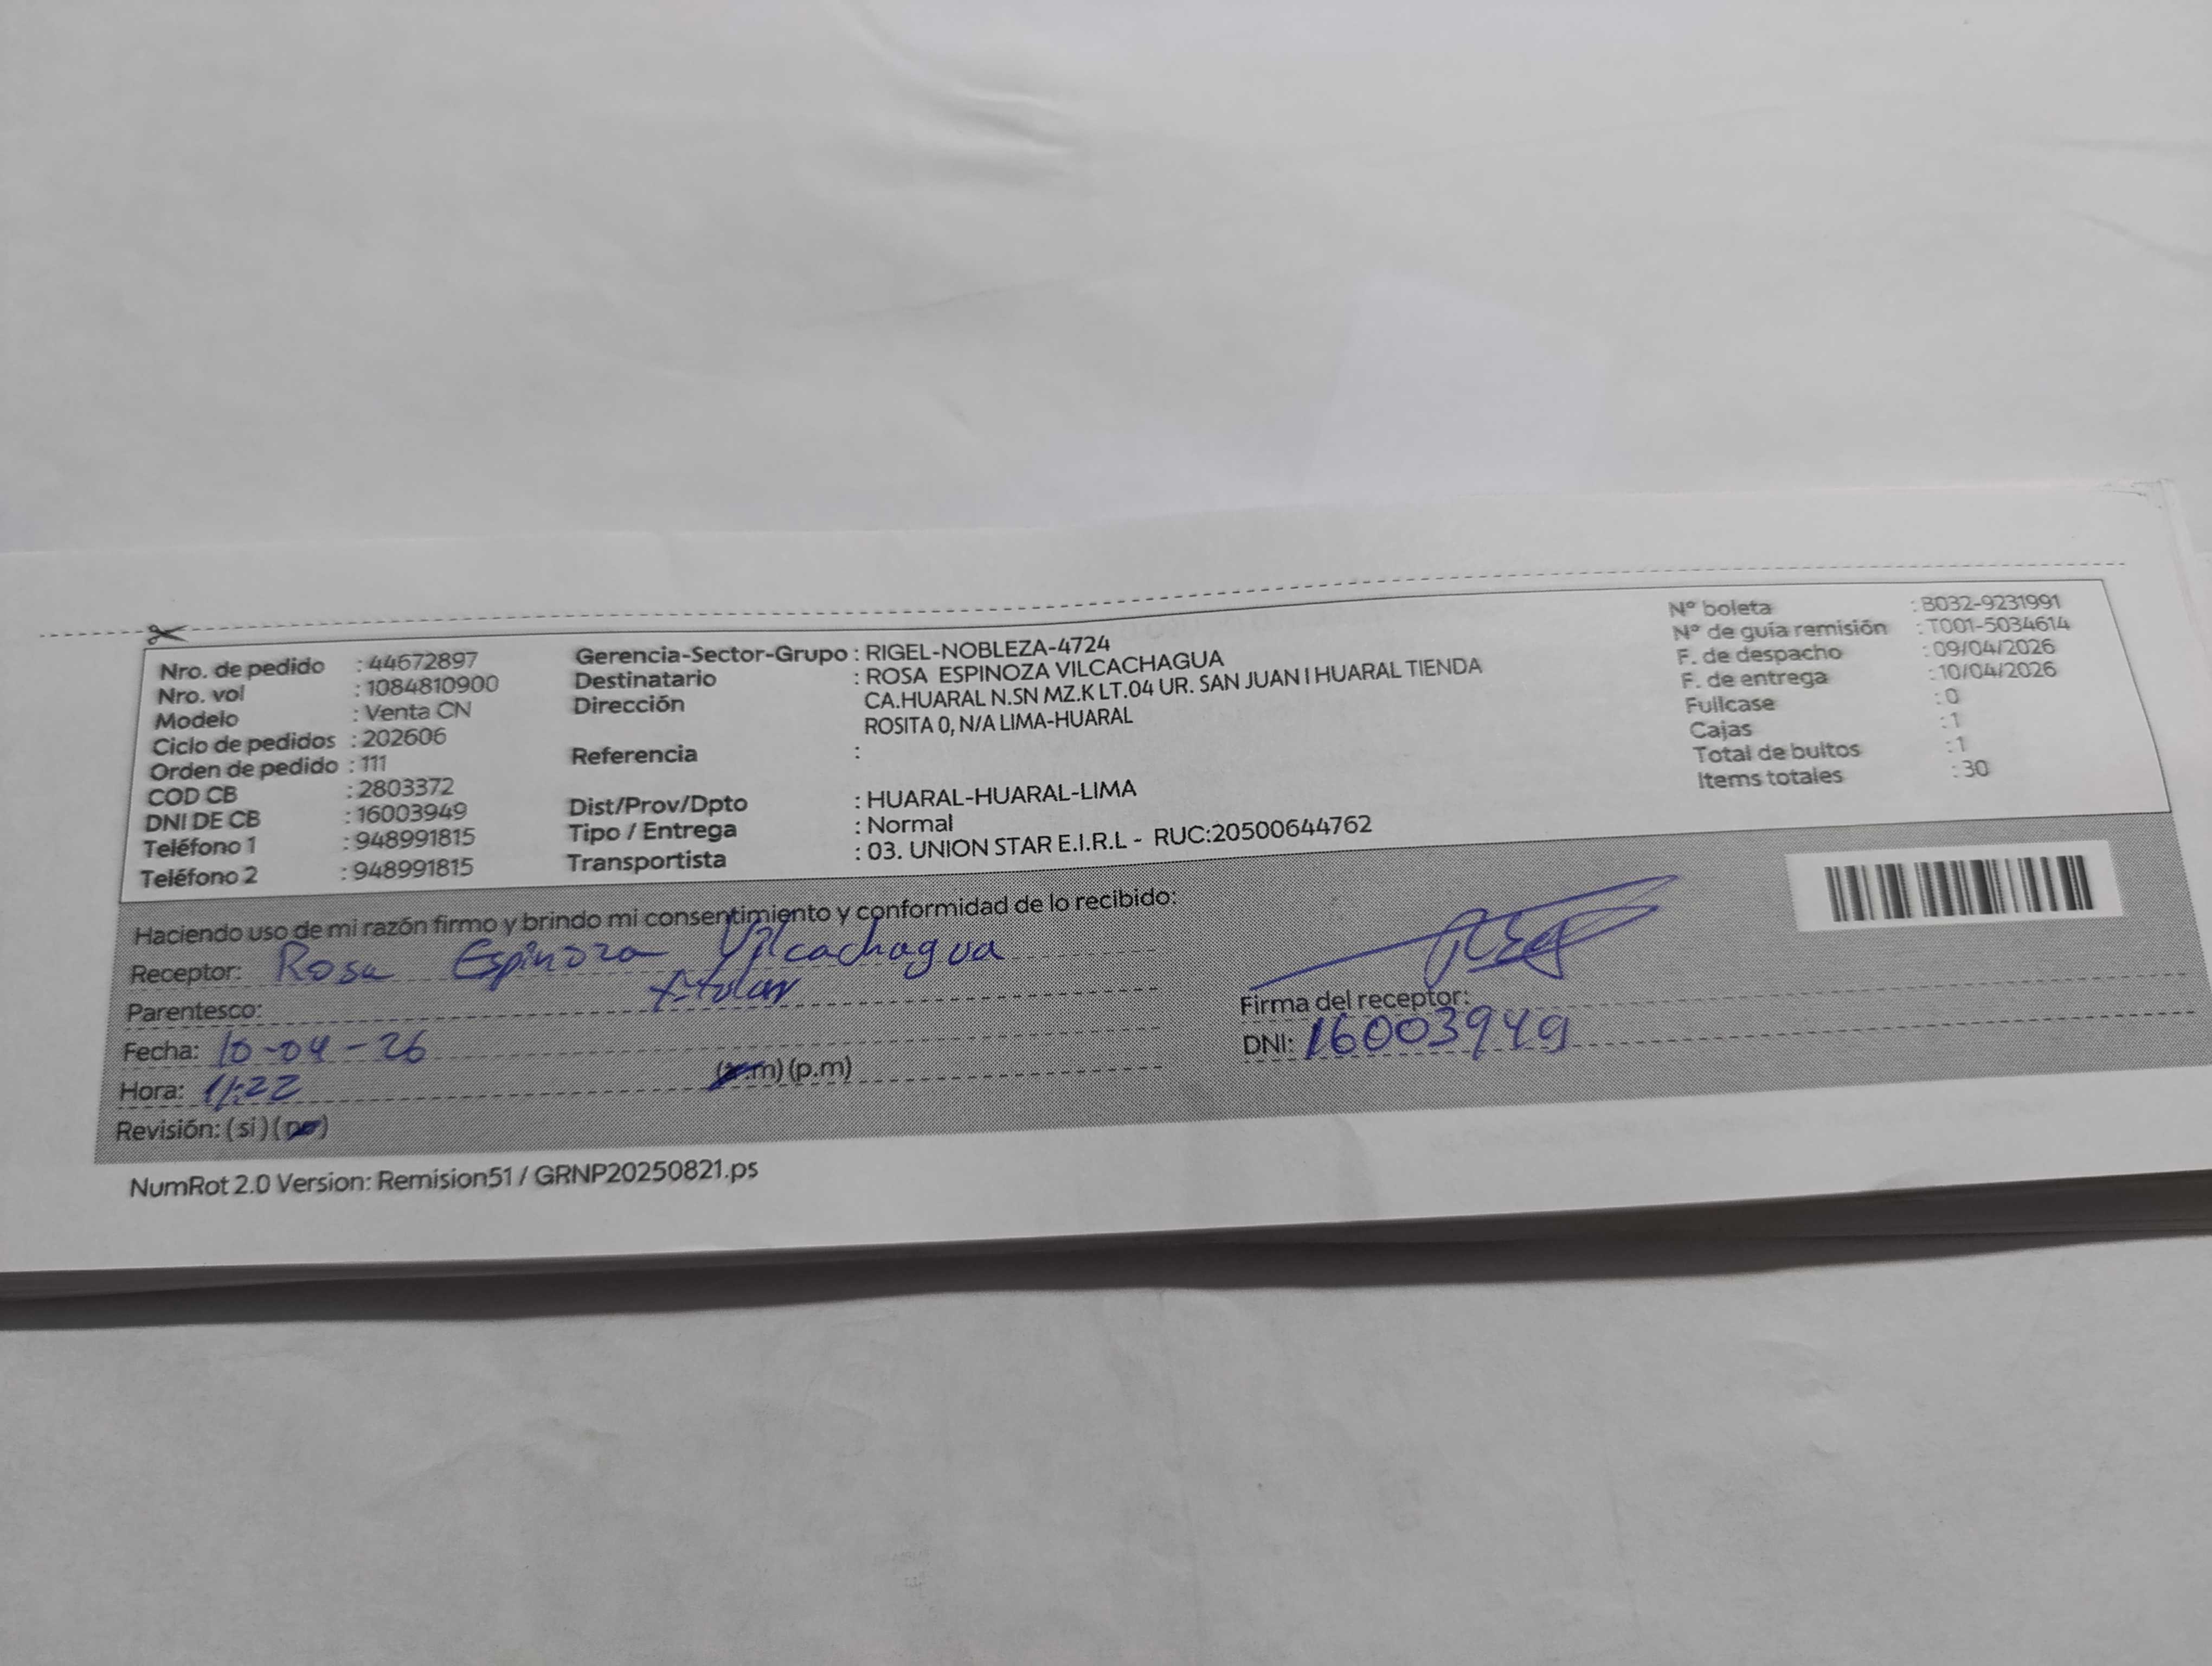 Nro. de pedido : 44672897
Nro. vol : 1084810900
Modelo : Venta CN
Ciclo de pedidos : 202606
Orden de pedido : 111
COD CB : 2803372
DNI DE CB : 16003949
Teléfono 1 : 948991815
Teléfono 2 : 948991815
Gerencia-Sector-Grupo : RIGEL-NOBLEZA-4724
Destinatario : ROSA ESPINOZA VILCACHAGUA
Dirección : CA.HUARAL N.SN MZ.K LT.04 UR. SAN JUAN I HUARAL TIENDA
ROSITA 0, N/A LIMA-HUARAL
Referencia :
Dist/Prov/Dpto : HUARAL-HUARAL-LIMA
Tipo / Entrega : Normal
Transportista : 03. UNION STAR E.I.R.L - RUC:20500644762
N° boleta : B032-9231991
N° de guía remisión : T001-5034614
F. de despacho : 09/04/2026
F. de entrega : 10/04/2026
Fullcase : 0
Cajas : 1
Total de bultos : 1
Items totales : 30
Haciendo uso de mi razón firmo y brindo mi consentimiento y conformidad de lo recibido:
Receptor: Rosa Espinoza Vilcachagua
Parentesco: titular
Fecha: 10-04-26
Hora: 11:22 (a.m) (p.m)
Revisión: (si) (no)
Firma del receptor:
DNI: 16003949
NumRot 2.0 Version: Remision51 / GRNP20250821.ps